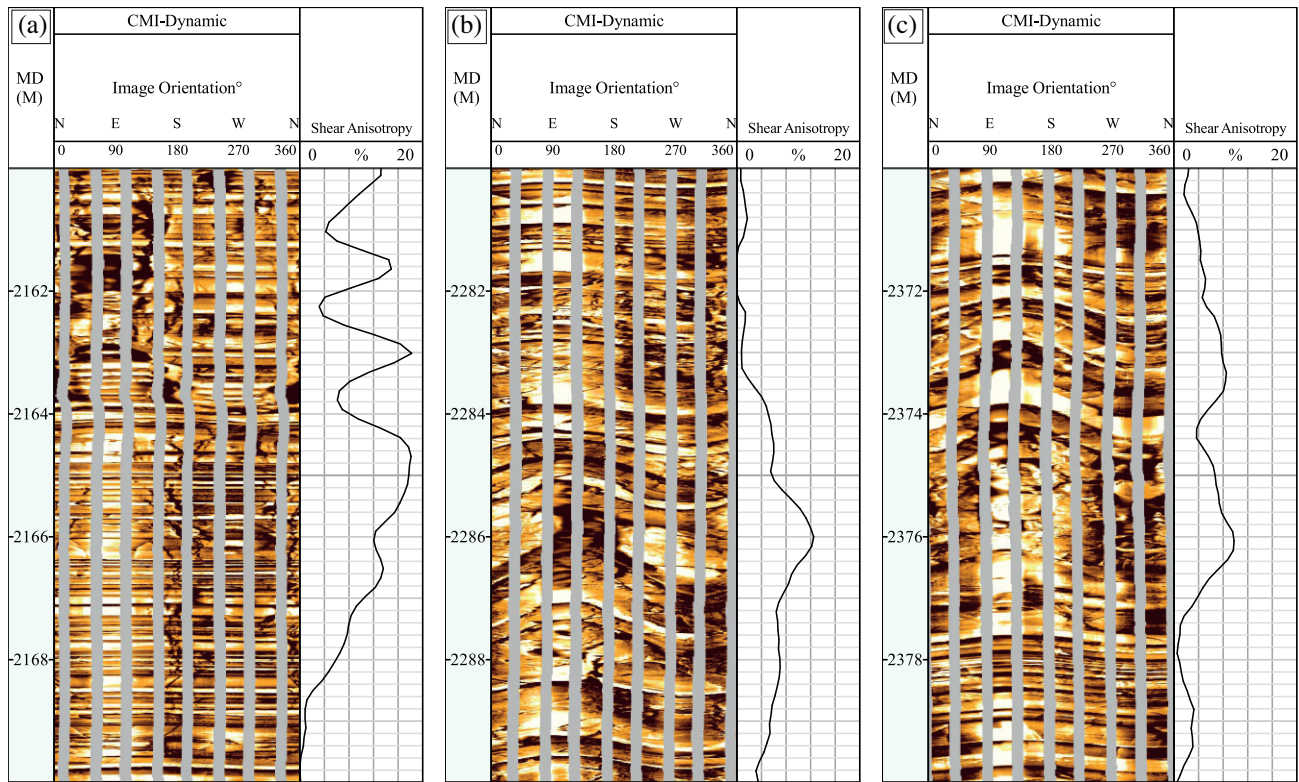 (a)
CMI-Dynamic
MD
(M)
Image Orientation°
N E S W N
0 90 180 270 360
Shear Anisotropy
0 % 20
2162
2164
2166
2168
(b)
CMI-Dynamic
MD
(M)
Image Orientation°
N E S W N
0 90 180 270 360
Shear Anisotropy
0 % 20
2282
2284
2286
2288
(c)
CMI-Dynamic
MD
(M)
Image Orientation°
N E S W N
0 90 180 270 360
Shear Anisotropy
0 % 20
2372
2374
2376
2378